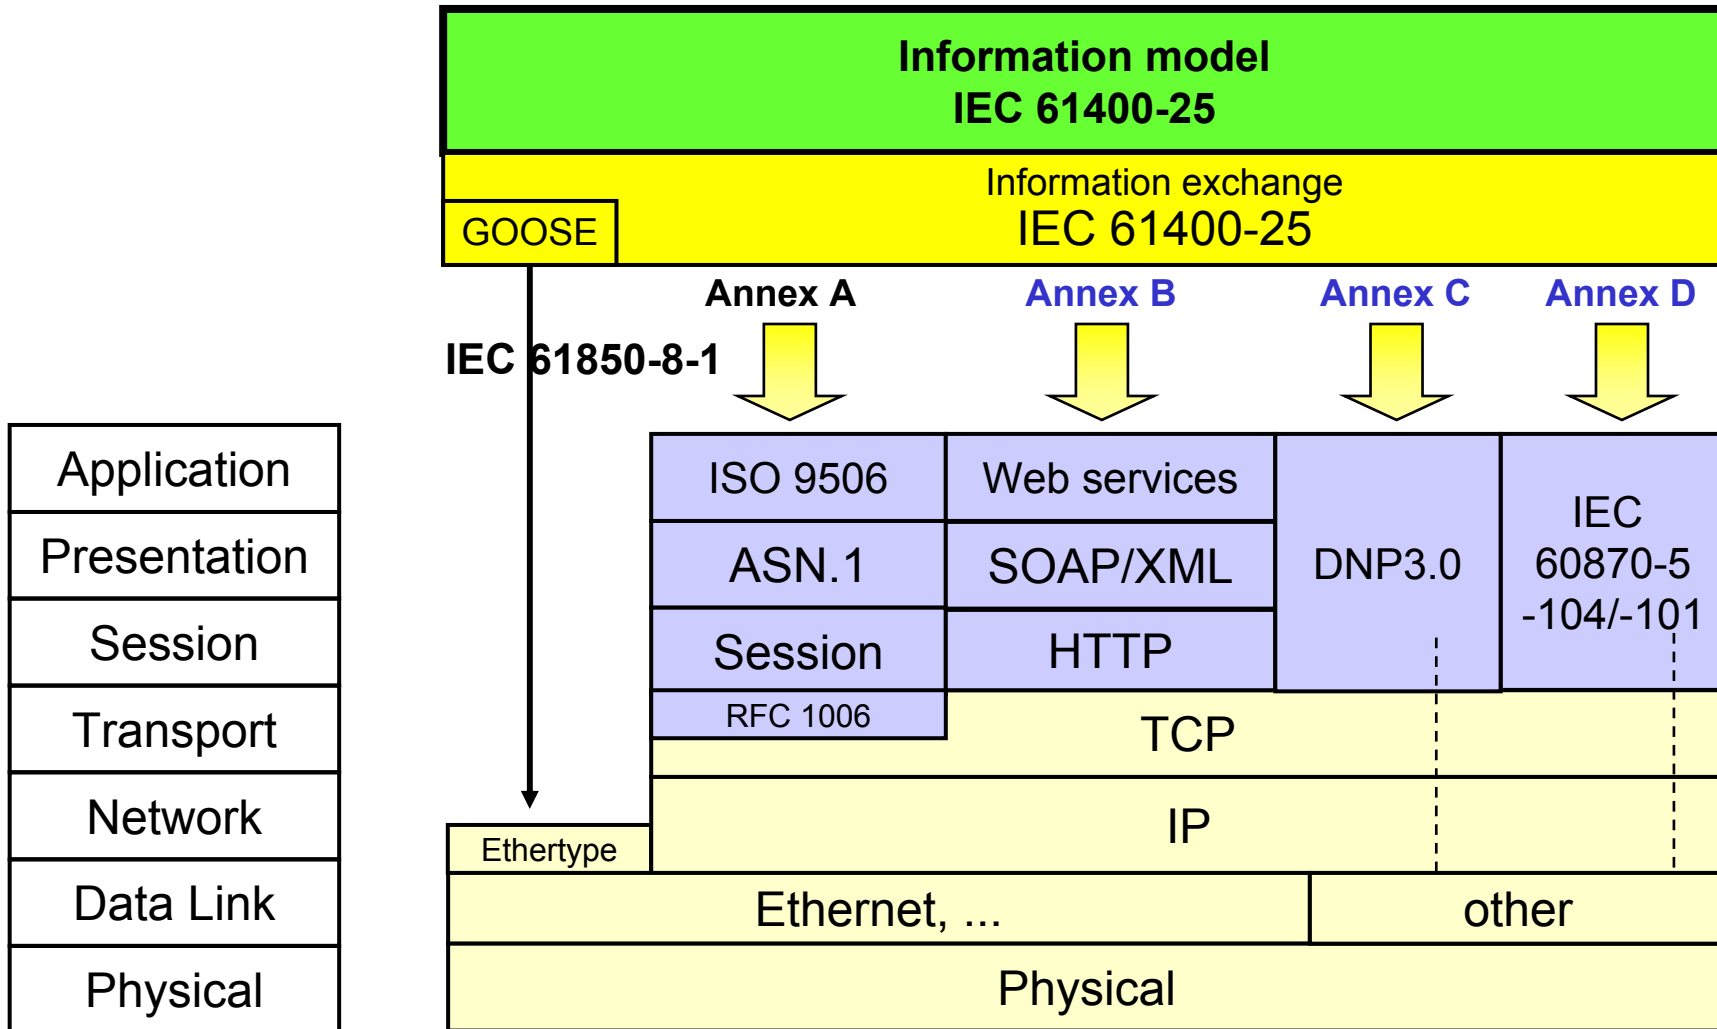 Information model
IEC 61400-25
Information exchange
IEC 61400-25
GOOSE
Annex A
Annex B
Annex C
Annex D
IEC 61850-8-1
Application
Presentation
Session
Transport
Network
Data Link
Physical
ISO 9506
ASN.1
Session
RFC 1006
Web services
SOAP/XML
HTTP
DNP3.0
IEC
60870-5
-104/-101
TCP
IP
Ethertype
Ethernet, ...
other
Physical